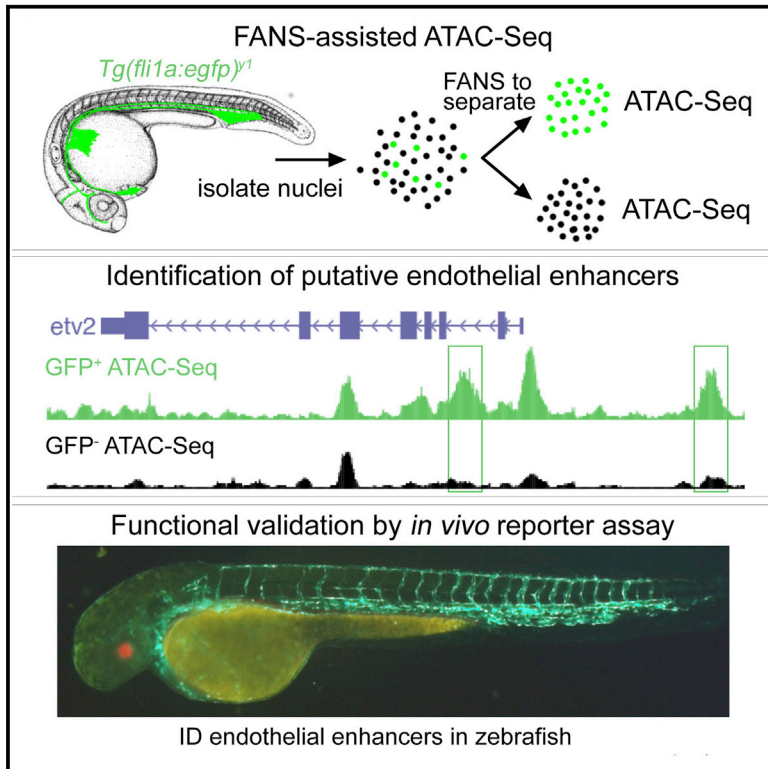 FANS-assisted ATAC-Seq
Tg(fli1a:egfp)y1
FANS to
separate
ATAC-Seq
isolate nuclei
ATAC-Seq
Identification of putative endothelial enhancers
etv2
GFP+ ATAC-Seq
GFP- ATAC-Seq
Functional validation by in vivo reporter assay
ID endothelial enhancers in zebrafish